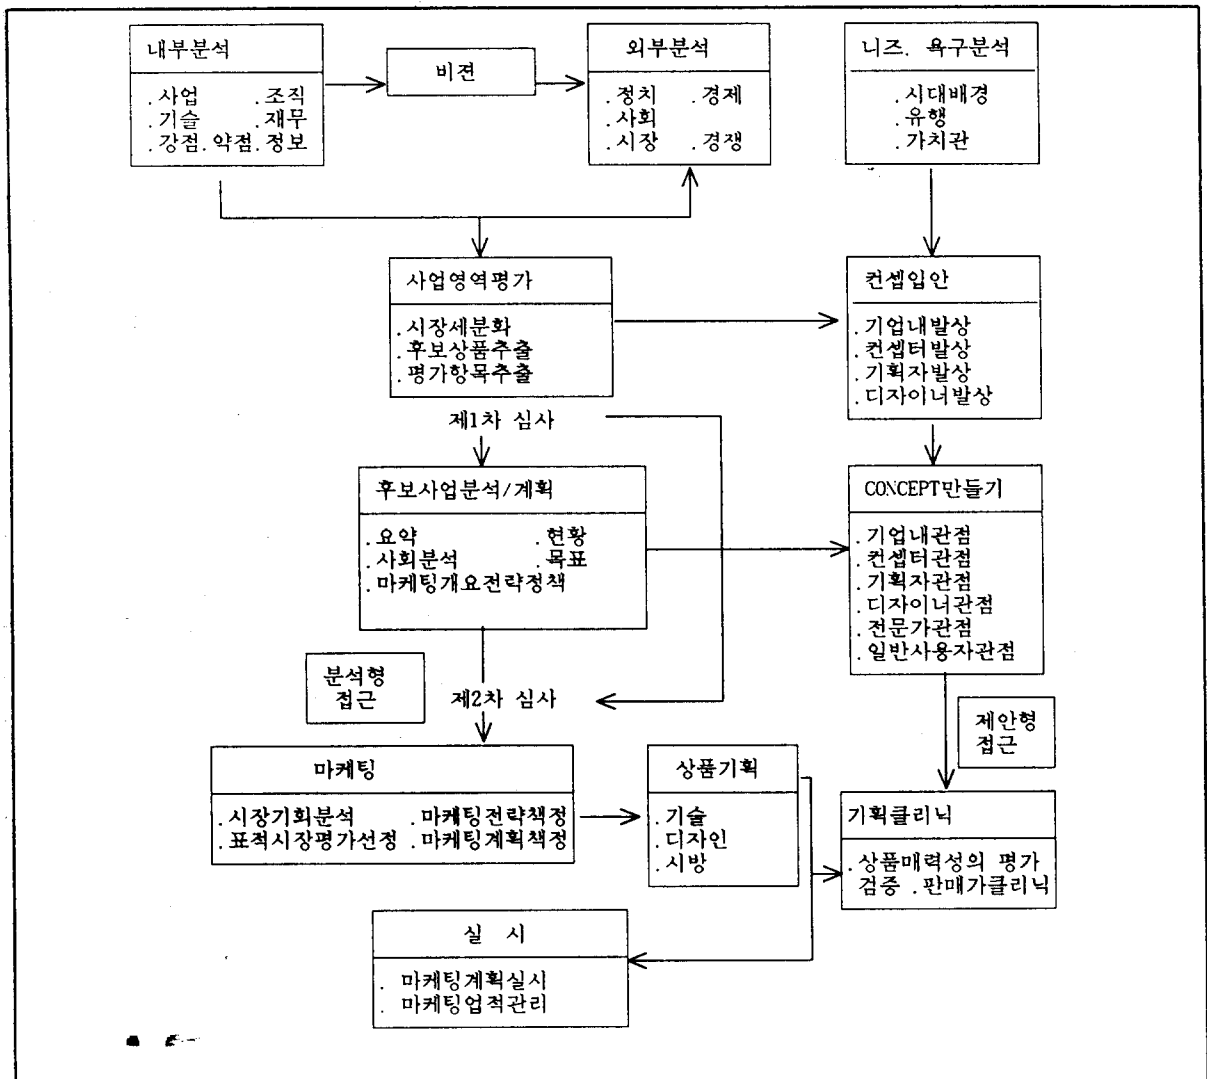 내부분석
.사업 .조직
.기술 .재무
.강점.약점.정보
비젼
외부분석
.정치 .경제
.사회
.시장 .경쟁
니즈. 욕구분석
.시대배경
.유행
.가치관
사업영역평가
.시장세분화
.후보상품추출
.평가항목추출
컨셉입안
.기업내발상
.컨셉터발상
.기획자발상
.디자이너발상
제1차 심사
후보사업분석/계획
.요약 .현황
.사회분석 .목표
.마케팅개요전략정책
CONCEPT만들기
.기업내관점
.컨셉터관점
.기획자관점
.디자이너관점
.전문가관점
.일반사용자관점
분석형
접근
제2차 심사
제안형
접근
마케팅
.시장기회분석 .마케팅전략책정
.표적시장평가선정 .마케팅계획책정
상품기획
.기술
.디자인
.시방
기획클리닉
.상품매력성의 평가
검증 .판매가클리닉
실 시
. 마케팅계획실시
. 마케팅업적관리